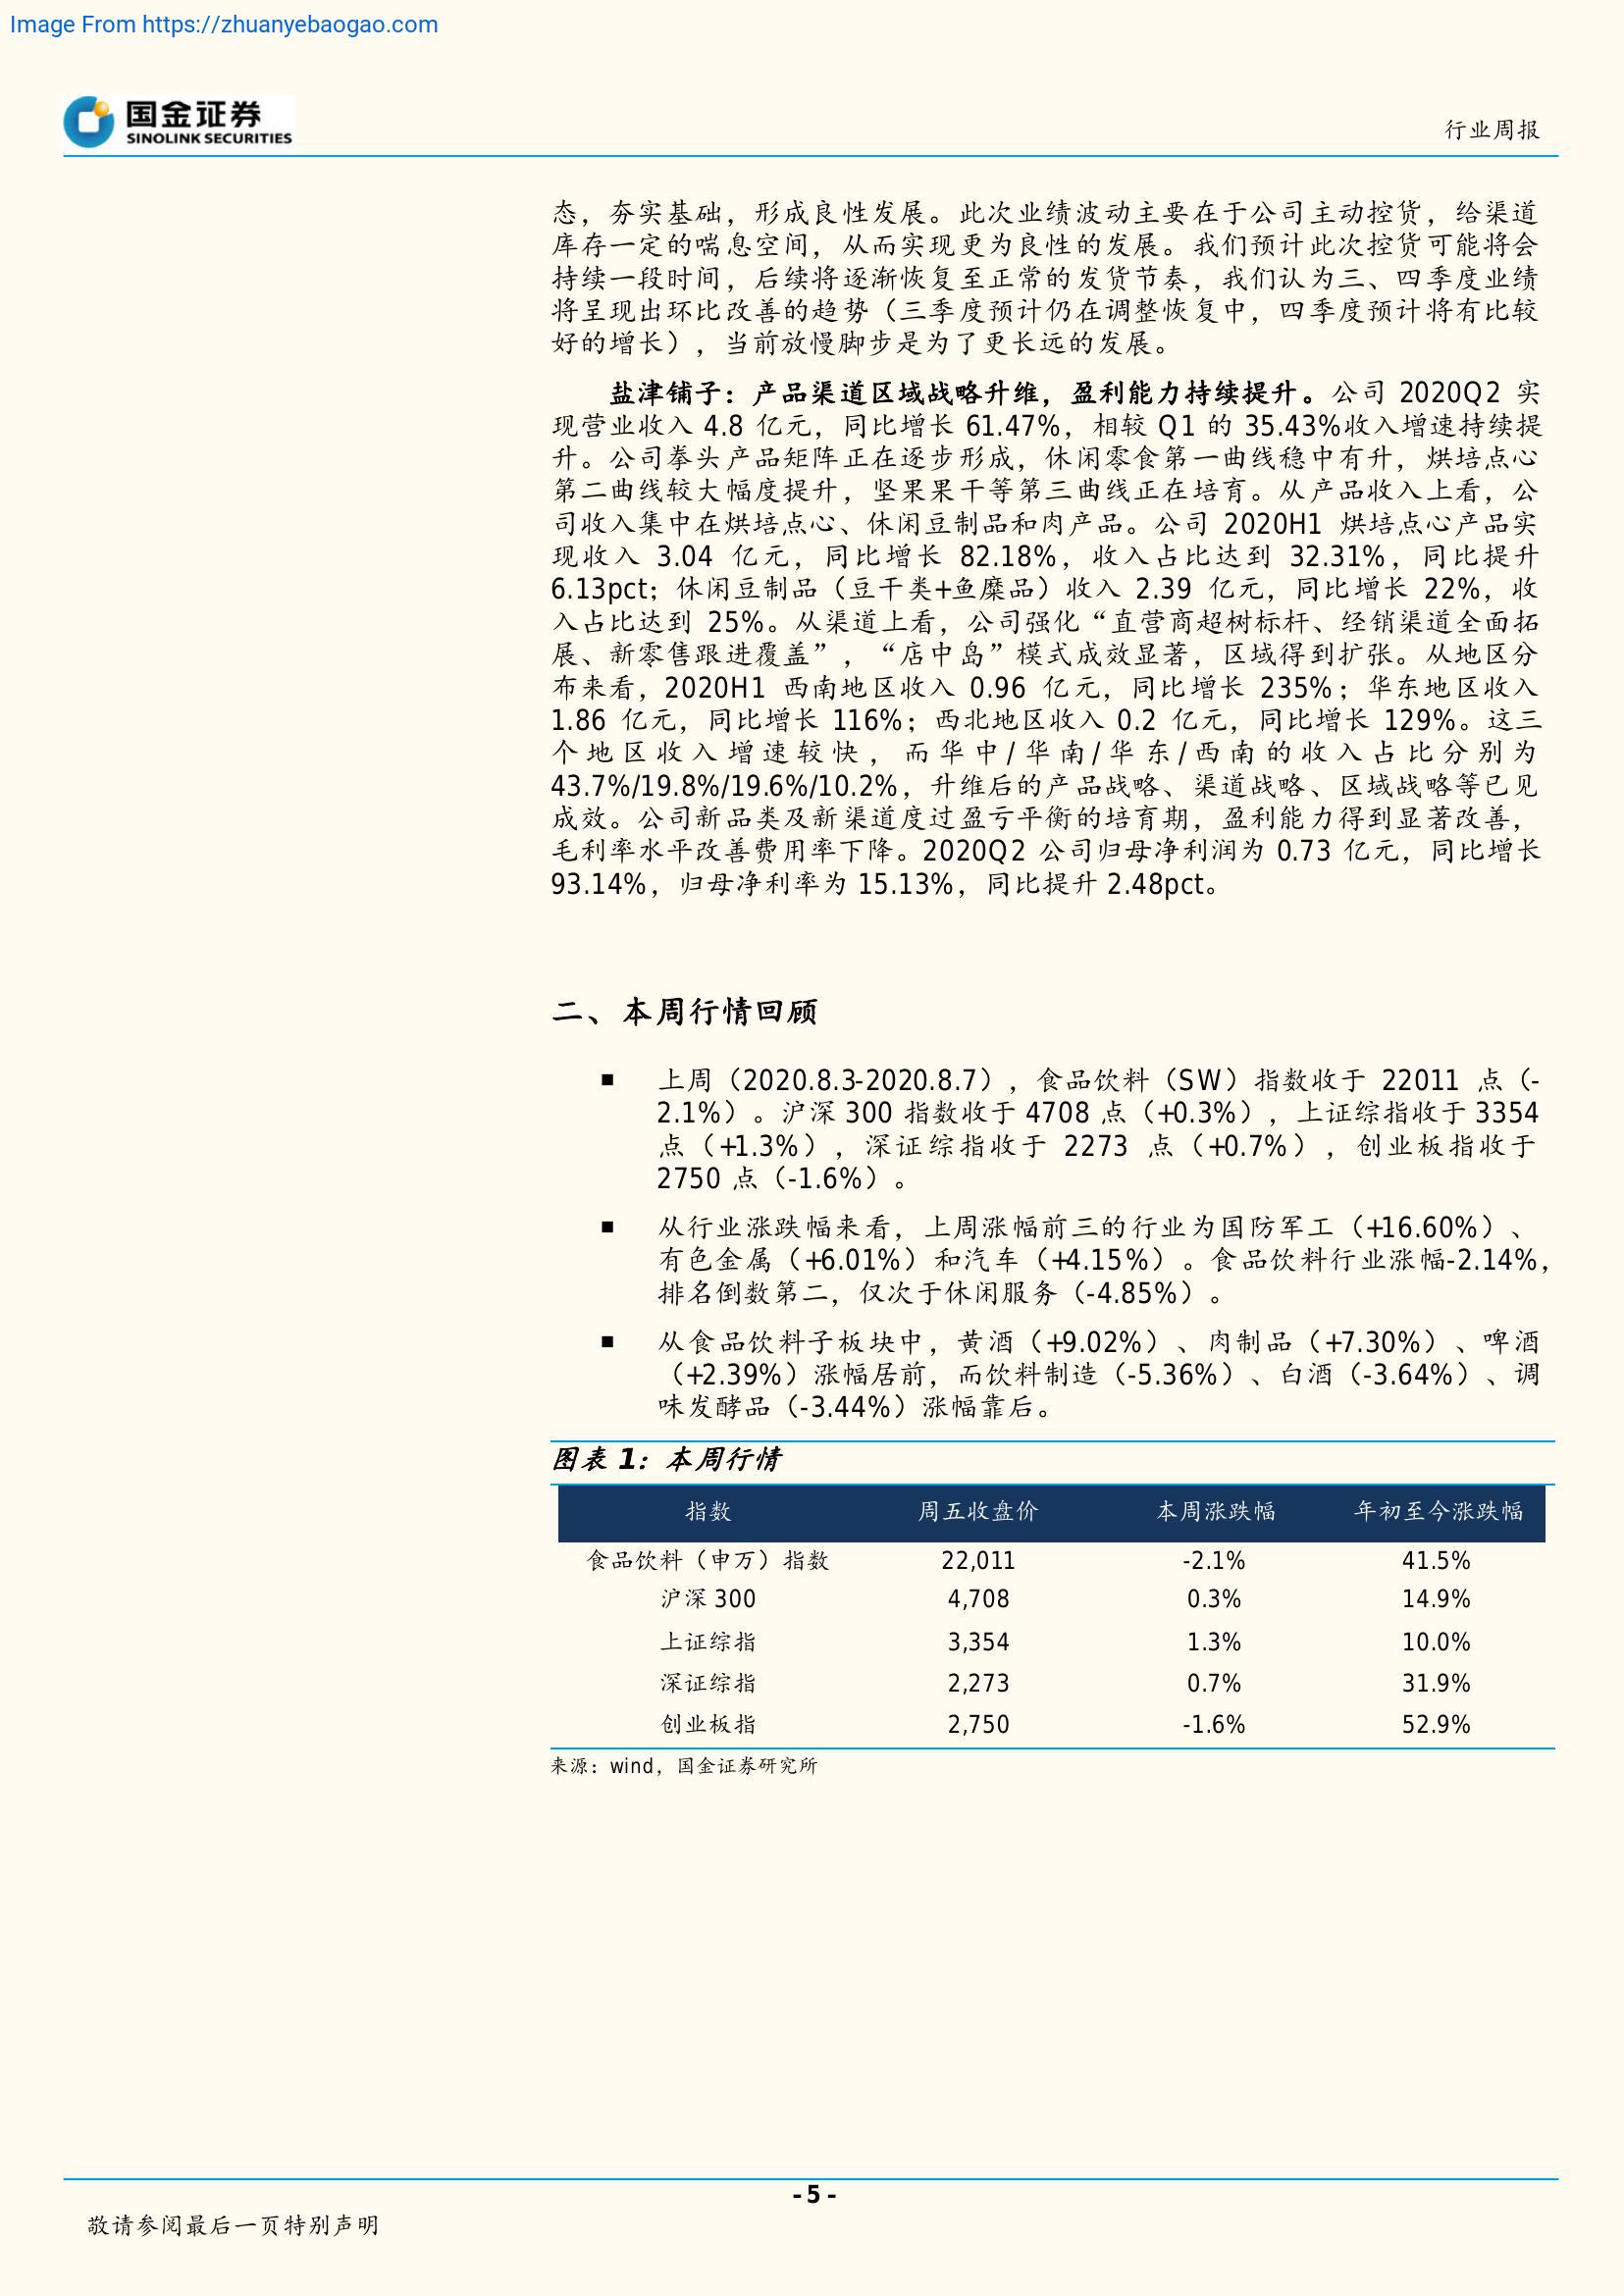 Image From https://zhuanyebaogao.com
国金证券
SINOLINK SECURITIES
行业周报
态，夯实基础，形成良性发展。此次业绩波动主要在于公司主动控货，给渠道
库存一定的喘息空间，从而实现更为良性的发展。我们预计此次控货可能将会
持续一段时间，后续将逐渐恢复至正常的发货节奏，我们认为三、四季度业绩
将呈现出环比改善的趋势（三季度预计仍在调整恢复中，四季度预计将有比较
好的增长），当前放慢脚步是为了更长远的发展。
盐津铺子：产品渠道区域战略升维，盈利能力持续提升。公司 2020Q2 实
现营业收入 4.8 亿元，同比增长 61.47%，相较 Q1 的 35.43%收入增速持续提
升。公司拳头产品矩阵正在逐步形成，休闲零食第一曲线稳中有升，烘培点心
第二曲线较大幅度提升，坚果果干等第三曲线正在培育。从产品收入上看，公
司收入集中在烘培点心、休闲豆制品和肉产品。公司 2020H1 烘培点心产品实
现收入 3.04 亿元，同比增长 82.18%，收入占比达到 32.31%，同比提升
6.13pct；休闲豆制品（豆干类+鱼糜品）收入 2.39 亿元，同比增长 22%，收
入占比达到 25%。从渠道上看，公司强化“直营商超树标杆、经销渠道全面拓
展、新零售跟进覆盖”，“店中岛”模式成效显著，区域得到扩张。从地区分
布来看，2020H1 西南地区收入 0.96 亿元，同比增长 235%；华东地区收入
1.86 亿元，同比增长 116%；西北地区收入 0.2 亿元，同比增长 129%。这三
个地区收入增速较快，而华中/华南/华东/西南的收入占比分别为
43.7%/19.8%/19.6%/10.2%，升维后的产品战略、渠道战略、区域战略等已见
成效。公司新品类及新渠道度过盈亏平衡的培育期，盈利能力得到显著改善，
毛利率水平改善费用率下降。2020Q2 公司归母净利润为 0.73 亿元，同比增长
93.14%，归母净利率为 15.13%，同比提升 2.48pct。
二、本周行情回顾
■ 上周（2020.8.3-2020.8.7），食品饮料（SW）指数收于 22011 点（-
2.1%）。沪深 300 指数收于 4708 点（+0.3%），上证综指收于 3354
点（+1.3%），深证综指收于 2273 点（+0.7%），创业板指收于
2750 点（-1.6%）。
■ 从行业涨跌幅来看，上周涨幅前三的行业为国防军工（+16.60%）、
有色金属（+6.01%）和汽车（+4.15%）。食品饮料行业涨幅-2.14%，
排名倒数第二，仅次于休闲服务（-4.85%）。
■ 从食品饮料子板块中，黄酒（+9.02%）、肉制品（+7.30%）、啤酒
（+2.39%）涨幅居前，而饮料制造（-5.36%）、白酒（-3.64%）、调
味发酵品（-3.44%）涨幅靠后。
图表 1：本周行情
指数 周五收盘价 本周涨跌幅 年初至今涨跌幅
食品饮料（申万）指数 22,011 -2.1% 41.5%
沪深 300 4,708 0.3% 14.9%
上证综指 3,354 1.3% 10.0%
深证综指 2,273 0.7% 31.9%
创业板指 2,750 -1.6% 52.9%
来源：wind，国金证券研究所
- 5 -
敬请参阅最后一页特别声明